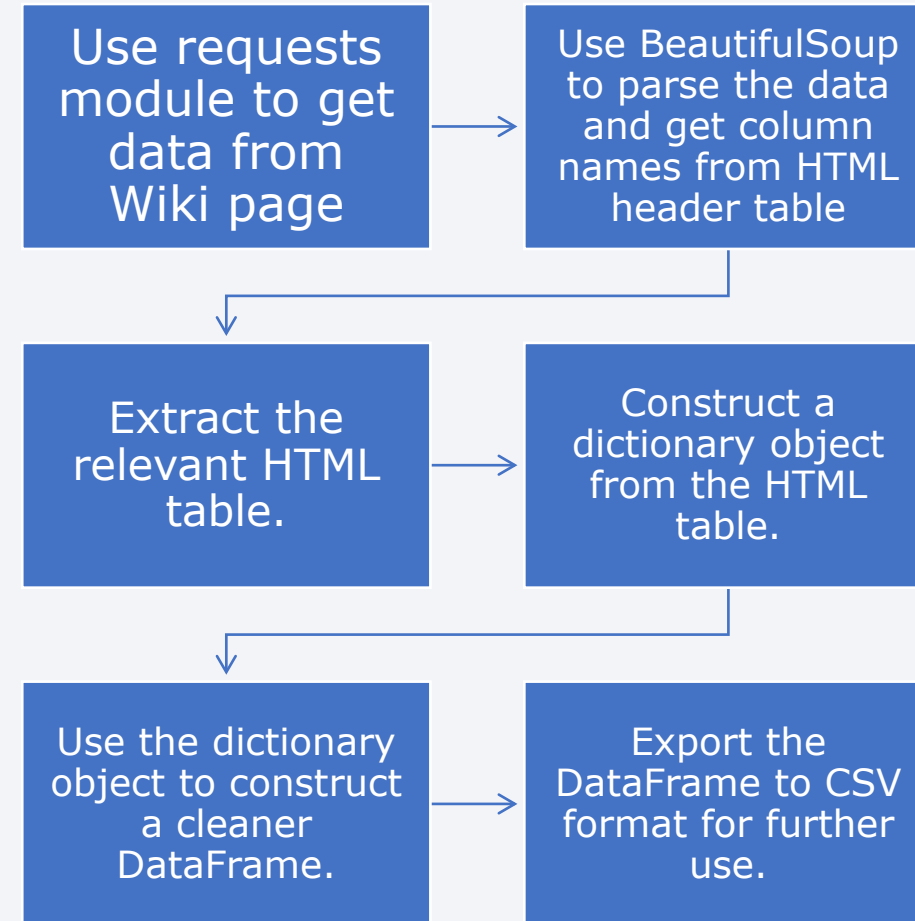 Use requests
module to get
data from
Wiki page
Use BeautifulSoup
to parse the data
and get column
names from HTML
header table
Extract the
relevant HTML
table.
Construct a
dictionary object
from the HTML
table.
Use the dictionary
object to construct
a cleaner
DataFrame.
Export the
DataFrame to CSV
format for further
use.